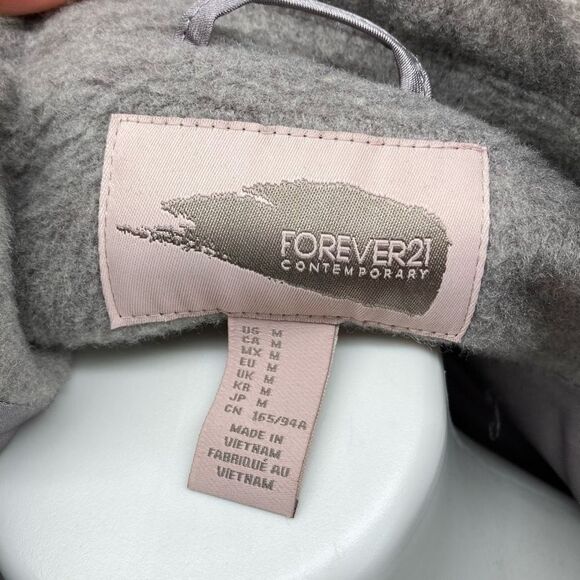 FOREVER21
CONTEMPORARY
US M
CA M
MX M
EU M
UK M
KR M
JP M
CN 165/94A
MADE IN
VIETNAM
FABRIQUÉ AU
VIETNAM